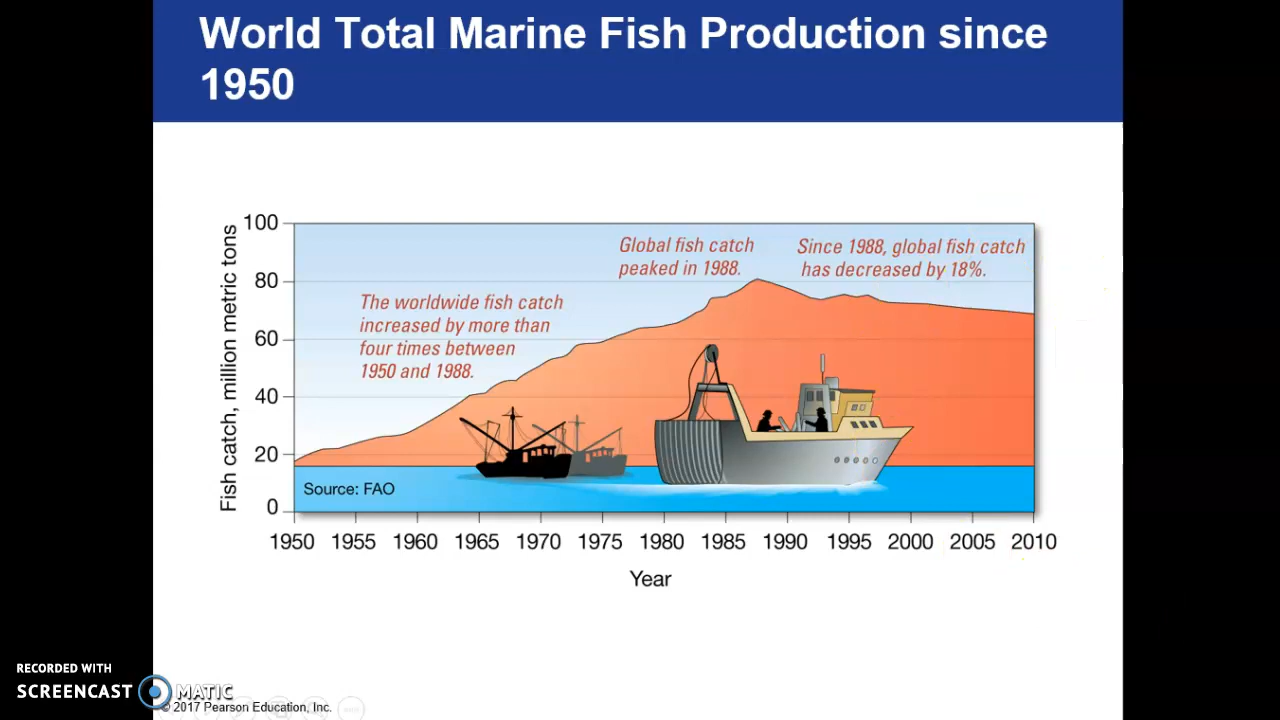 World Total Marine Fish Production since
1950
Fish catch, million metric tons
100
80
60
40
20
0
Global fish catch
peaked in 1988.
Since 1988, global fish catch
has decreased by 18%.
The worldwide fish catch
increased by more than
four times between
1950 and 1988.
Source: FAO
1950 1955 1960 1965 1970 1975 1980 1985 1990 1995 2000 2005 2010
Year
RECORDED WITH
SCREENCAST MATIC
© 2017 Pearson Education, Inc.